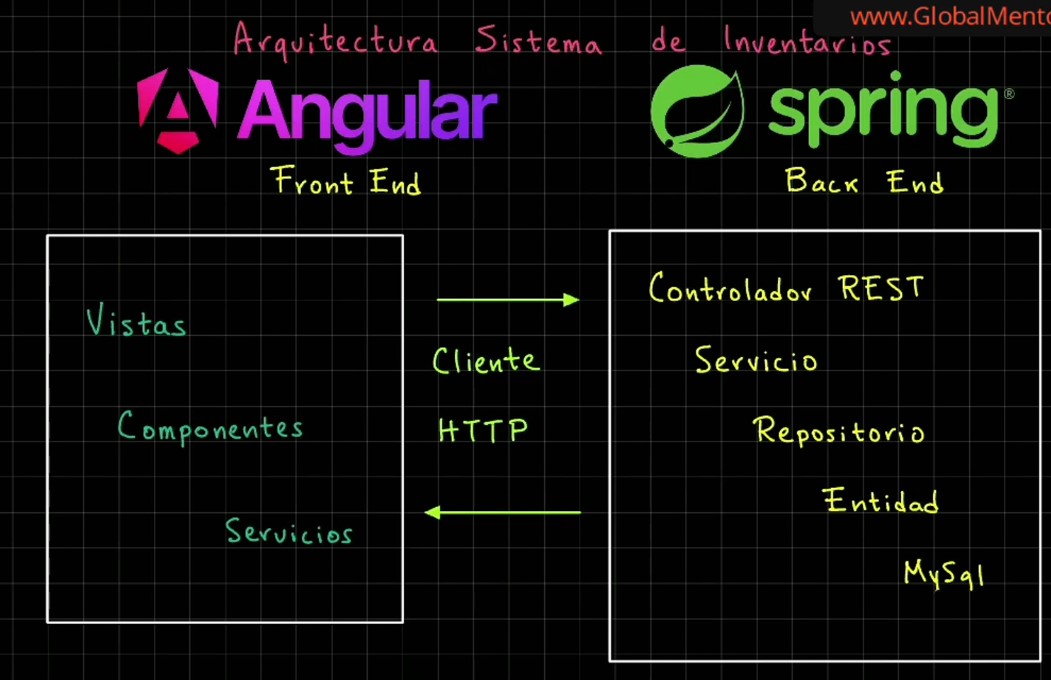 www.GlobalMento
Arquitectura Sistema de Inventarios
Angular
spring®
Front End
Back End
Vistas
Componentes
Servicios
Cliente
HTTP
Controlador REST
Servicio
Repositorio
Entidad
MySql